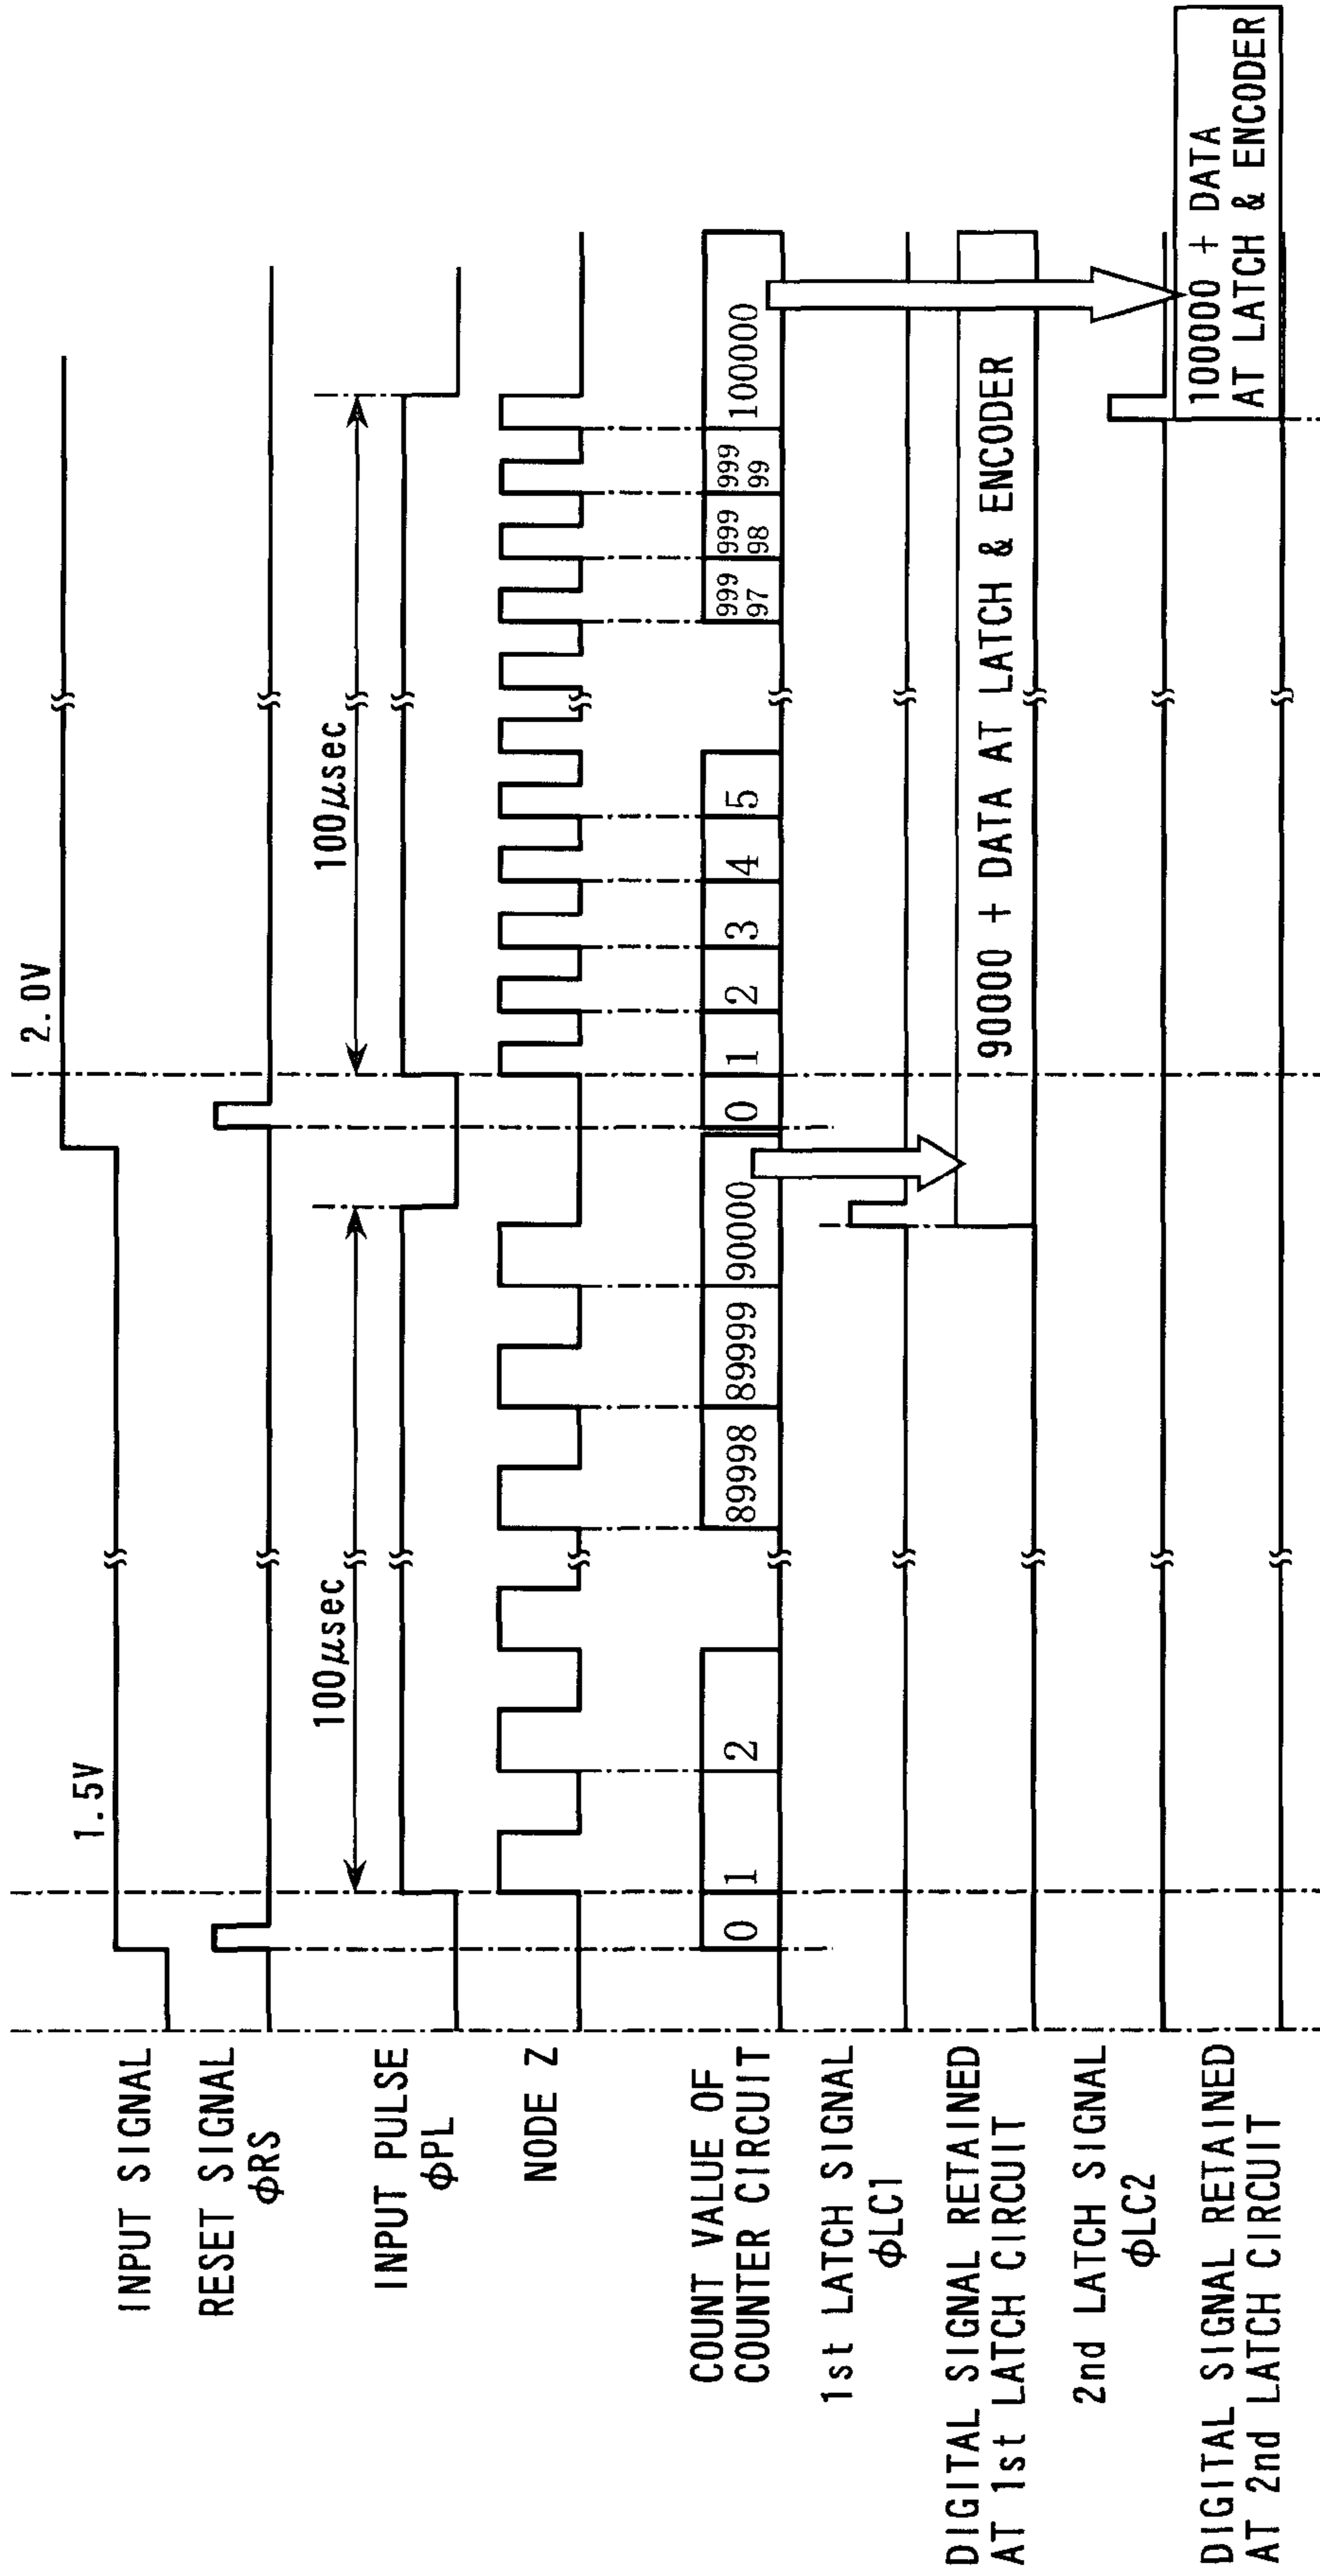 INPUT SIGNAL
1.5V
2.0V
RESET SIGNAL
φRS
100μsec
100μsec
INPUT PULSE
φPL
NODE Z
COUNT VALUE OF
COUNTER CIRCUIT
0
1
2
89998
89999
90000
0
1
2
3
4
5
999
97
999
98
999
99
100000
1st LATCH SIGNAL
φLC1
DIGITAL SIGNAL RETAINED
AT 1st LATCH CIRCUIT
90000 + DATA AT LATCH & ENCODER
2nd LATCH SIGNAL
φLC2
DIGITAL SIGNAL RETAINED
AT 2nd LATCH CIRCUIT
100000 + DATA
AT LATCH & ENCODER